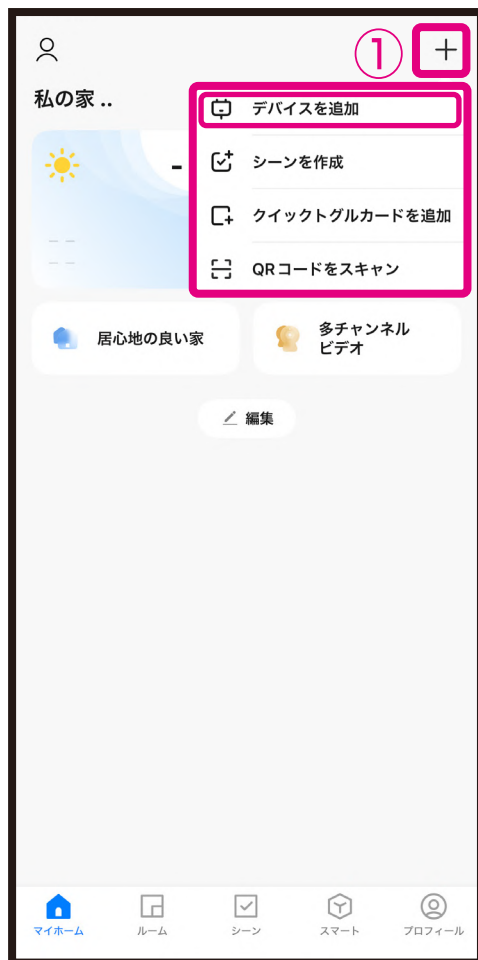 ①
私の家 ..
デバイスを追加
シーンを作成
クイックトグルカードを追加
QRコードをスキャン
-
-- --
-- --
居心地の良い家
多チャンネル
ビデオ
編集
マイホーム
ルーム
シーン
スマート
プロフィール